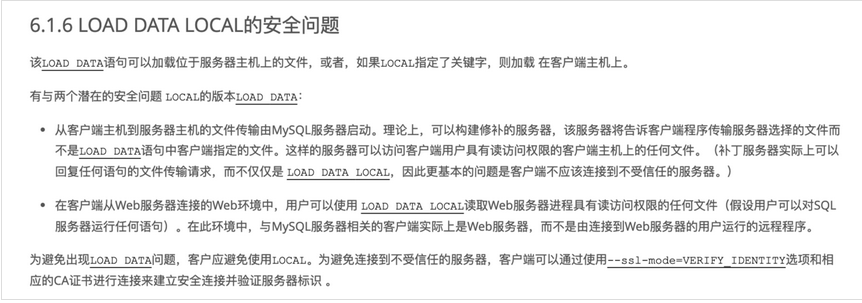 6.1.6 LOAD DATA LOCAL的安全问题
该LOAD DATA语句可以加载位于服务器主机上的文件，或者，如果LOCAL指定了关键字，则加载 在客户端主机上。
有与两个潜在的安全问题 LOCAL的版本LOAD DATA：
• 从客户端主机到服务器主机的文件传输由MySQL服务器启动。理论上，可以构建修补的服务器，该服务器将告诉客户端程序传输服务器选择的文件而
不是LOAD DATA语句中客户端指定的文件。这样的服务器可以访问客户端用户具有读访问权限的客户端主机上的任何文件。（补丁服务器实际上可以
回复任何语句的文件传输请求，而不仅仅是 LOAD DATA LOCAL，因此更基本的问题是客户端不应该连接到不受信任的服务器。）
• 在客户端从Web服务器连接的Web环境中，用户可以使用 LOAD DATA LOCAL读取Web服务器进程具有读访问权限的任何文件（假设用户可以对SQL
服务器运行任何语句）。在此环境中，与MySQL服务器相关的客户端实际上是Web服务器，而不是由连接到Web服务器的用户运行的远程程序。
为避免出现LOAD DATA问题，客户应避免使用LOCAL。为避免连接到不受信任的服务器，客户端可以通过使用--ssl-mode=VERIFY_IDENTITY选项和相
应的CA证书进行连接来建立安全连接并验证服务器标识 。